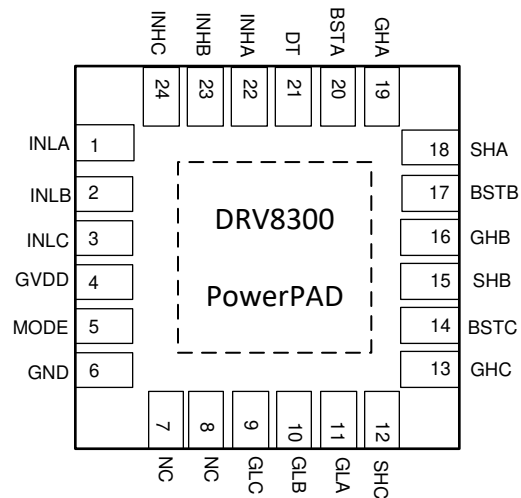 INHC
INHB
INHA
DT
BSTA
GHA
24
23
22
21
20
19
INLA 1
INLB 2
INLC 3
GVDD 4
MODE 5
GND 6
DRV8300
PowerPAD
18 SHA
17 BSTB
16 GHB
15 SHB
14 BSTC
13 GHC
7
8
9
10
11
12
NC
NC
GLC
GLB
GLA
SHC